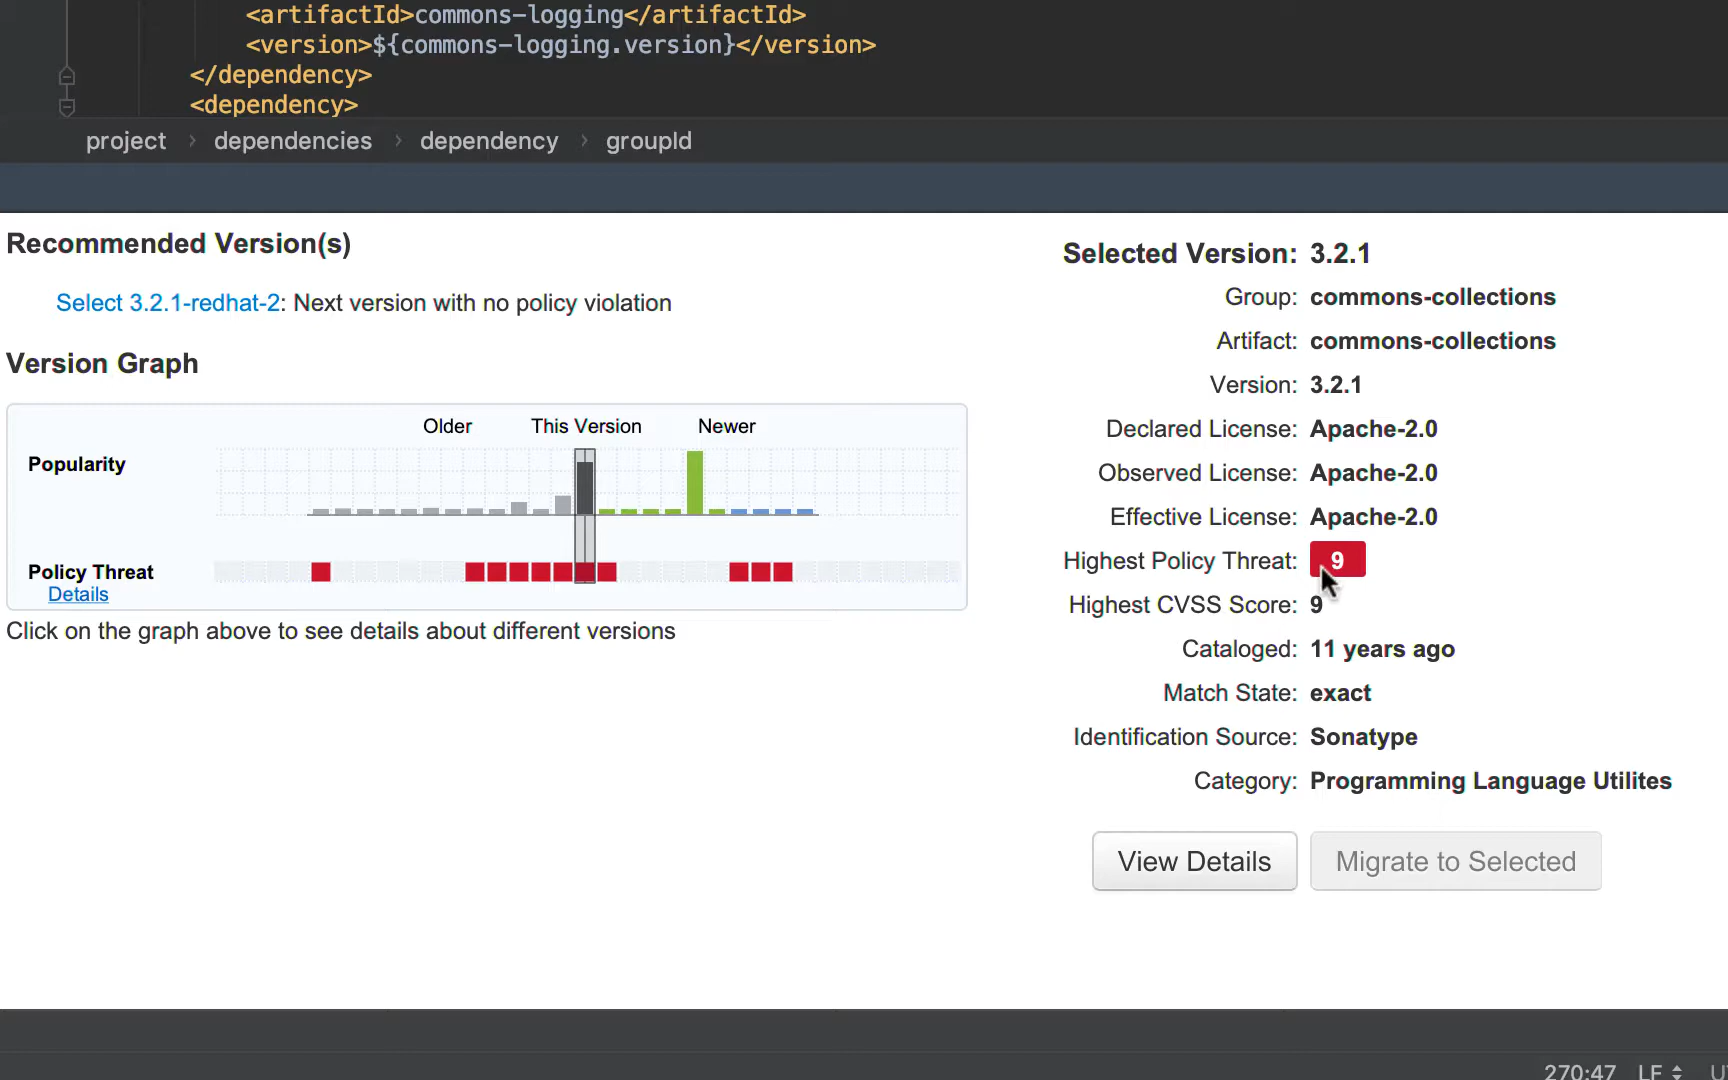 <artifactId>commons-logging</artifactId>
<version>${commons-logging.version}</version>
</dependency>
<dependency>
project › dependencies › dependency › groupId
Recommended Version(s)
Select 3.2.1-redhat-2: Next version with no policy violation
Version Graph
Older This Version Newer
Popularity
Policy Threat
Details
Click on the graph above to see details about different versions
Selected Version: 3.2.1
Group: commons-collections
Artifact: commons-collections
Version: 3.2.1
Declared License: Apache-2.0
Observed License: Apache-2.0
Effective License: Apache-2.0
Highest Policy Threat: 9
Highest CVSS Score: 9
Cataloged: 11 years ago
Match State: exact
Identification Source: Sonatype
Category: Programming Language Utilites
View Details Migrate to Selected
270:47 LF U